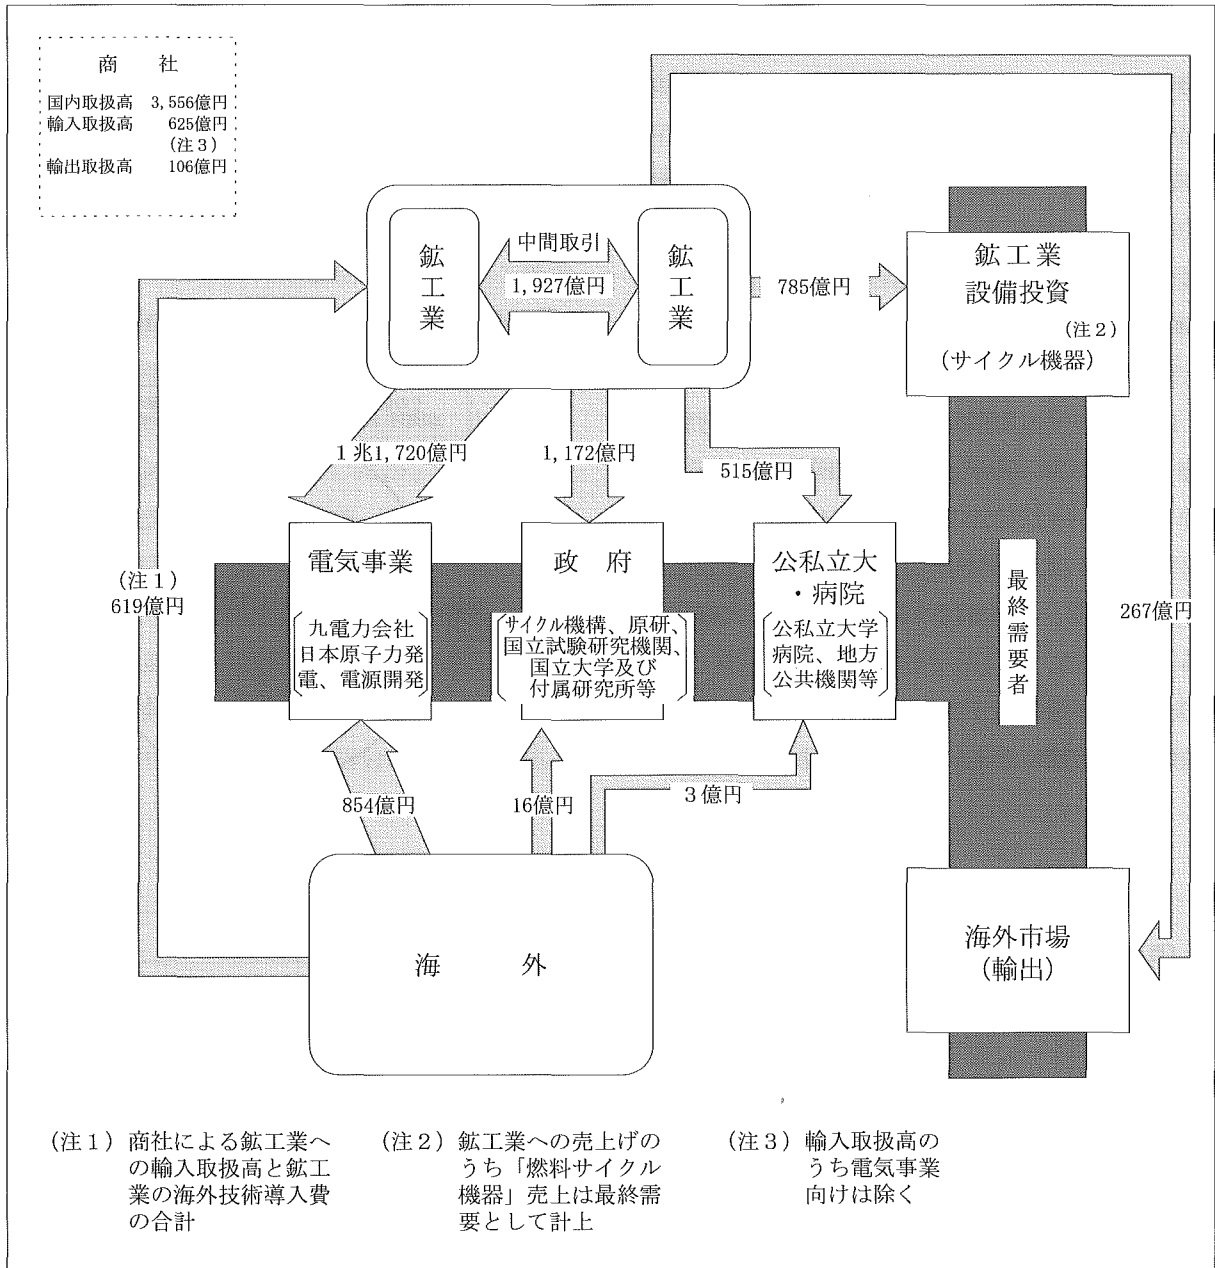 商　社
国内取扱高 3,556億円
輸入取扱高 625億円
(注3)
輸出取扱高 106億円
鉱工業
中間取引
1,927億円
鉱工業
785億円
鉱工業
設備投資
(注2)
(サイクル機器)
1兆1,720億円
1,172億円
515億円
(注1)
619億円
電気事業
九電力会社
日本原子力発
電、電源開発
政　府
サイクル機構、原研、
国立試験研究機関、
国立大学及び
付属研究所等
公私立大
・病院
公私立大学
病院、地方
公共機関等
最終需要者
267億円
854億円
16億円
3億円
海　外
海外市場
(輸出)
(注1) 商社による鉱工業へ
の輸入取扱高と鉱工
業の海外技術導入費
の合計
(注2) 鉱工業への売上げの
うち「燃料サイクル
機器」売上は最終需
要として計上
(注3) 輸入取扱高の
うち電気事業
向けは除く